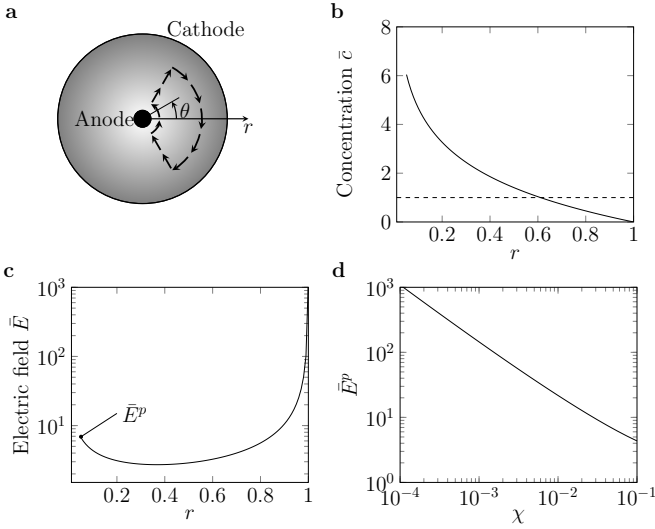 a
Cathode
Anode
θ
r
b
Concentration c̄
8
6
4
2
0
0.2 0.4 0.6 0.8 1
r
c
Electric field Ē
10³
10²
10¹
Ēᵖ
0.2 0.4 0.6 0.8 1
r
d
Ēᵖ
10³
10²
10¹
10⁰
10⁻⁴ 10⁻³ 10⁻² 10⁻¹
χ